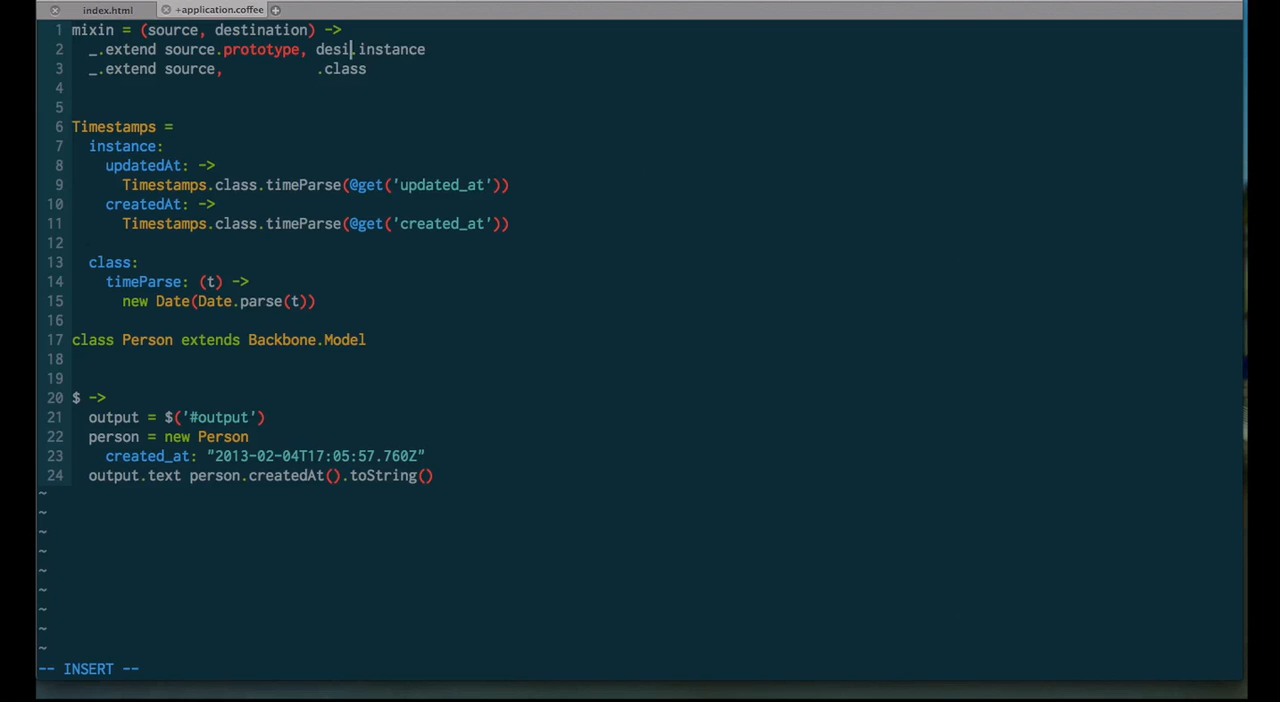 index.html +application.coffee
1 mixin = (source, destination) ->
2   _.extend source.prototype, desi.instance
3   _.extend source,           .class
4
5
6 Timestamps =
7   instance:
8     updatedAt: ->
9       Timestamps.class.timeParse(@get('updated_at'))
10     createdAt: ->
11       Timestamps.class.timeParse(@get('created_at'))
12
13   class:
14     timeParse: (t) ->
15       new Date(Date.parse(t))
16
17 class Person extends Backbone.Model
18
19
20 $ ->
21   output = $('#output')
22   person = new Person
23     created_at: "2013-02-04T17:05:57.760Z"
24   output.text person.createdAt().toString()
~
~
~
~
~
~
~
~
~
-- INSERT --